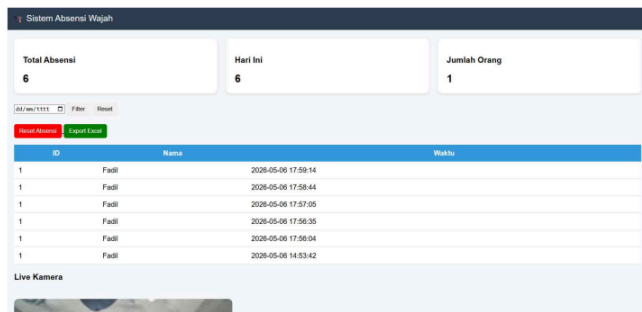 Sistem Absensi Wajah
Total Absensi Hari Ini Jumlah Orang
6 6 1
dd/mm/tttt Filter Reset
Reset Absensi Export Excel
ID Nama Waktu
1 Fadil 2026-05-06 17:59:14
1 Fadil 2026-05-06 17:58:44
1 Fadil 2026-05-06 17:57:05
1 Fadil 2026-05-06 17:56:35
1 Fadil 2026-05-06 17:56:04
1 Fadil 2026-05-06 14:53:42
Live Kamera